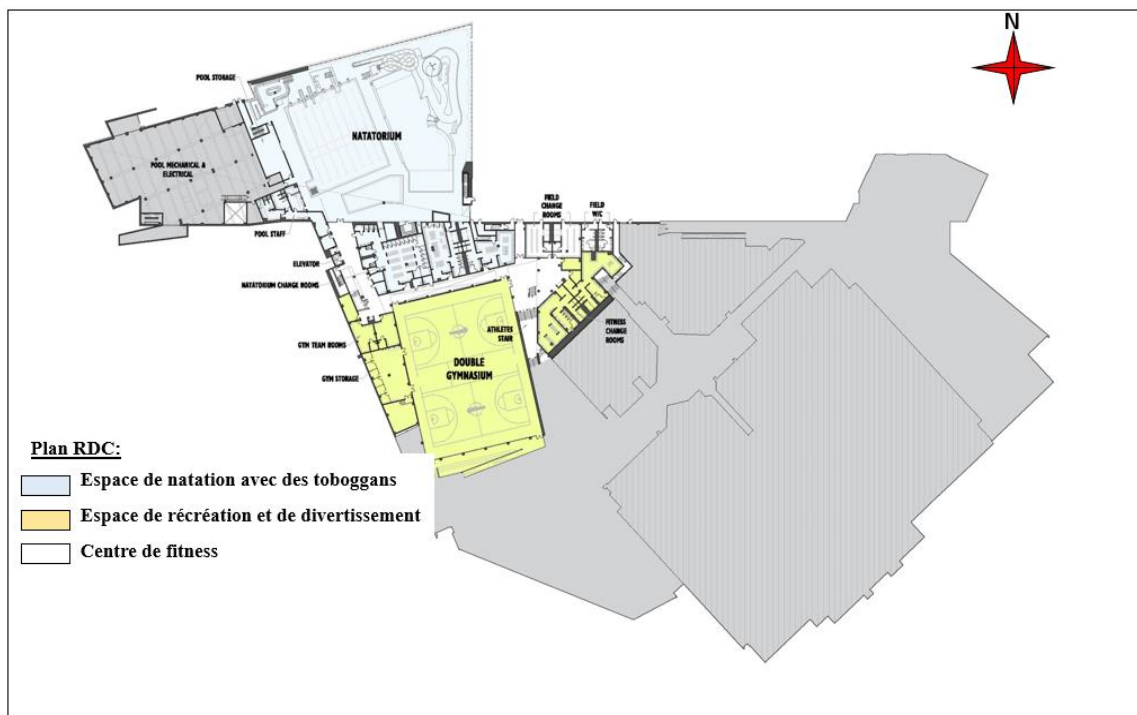 N
POOL STORAGE
NATATORIUM
POOL MECHANICAL &
ELECTRICAL
POOL STAFF
FIELD
CHANGE
ROOMS
FIELD
W/C
ELEVATOR
NATATORIUM CHANGE ROOMS
ATHLETES
STAIR
FITNESS
CHANGE
ROOMS
GYM TEAM ROOMS
DOUBLE
GYMNASIUM
GYM STORAGE
Plan RDC:
Espace de natation avec des toboggans
Espace de récréation et de divertissement
Centre de fitness